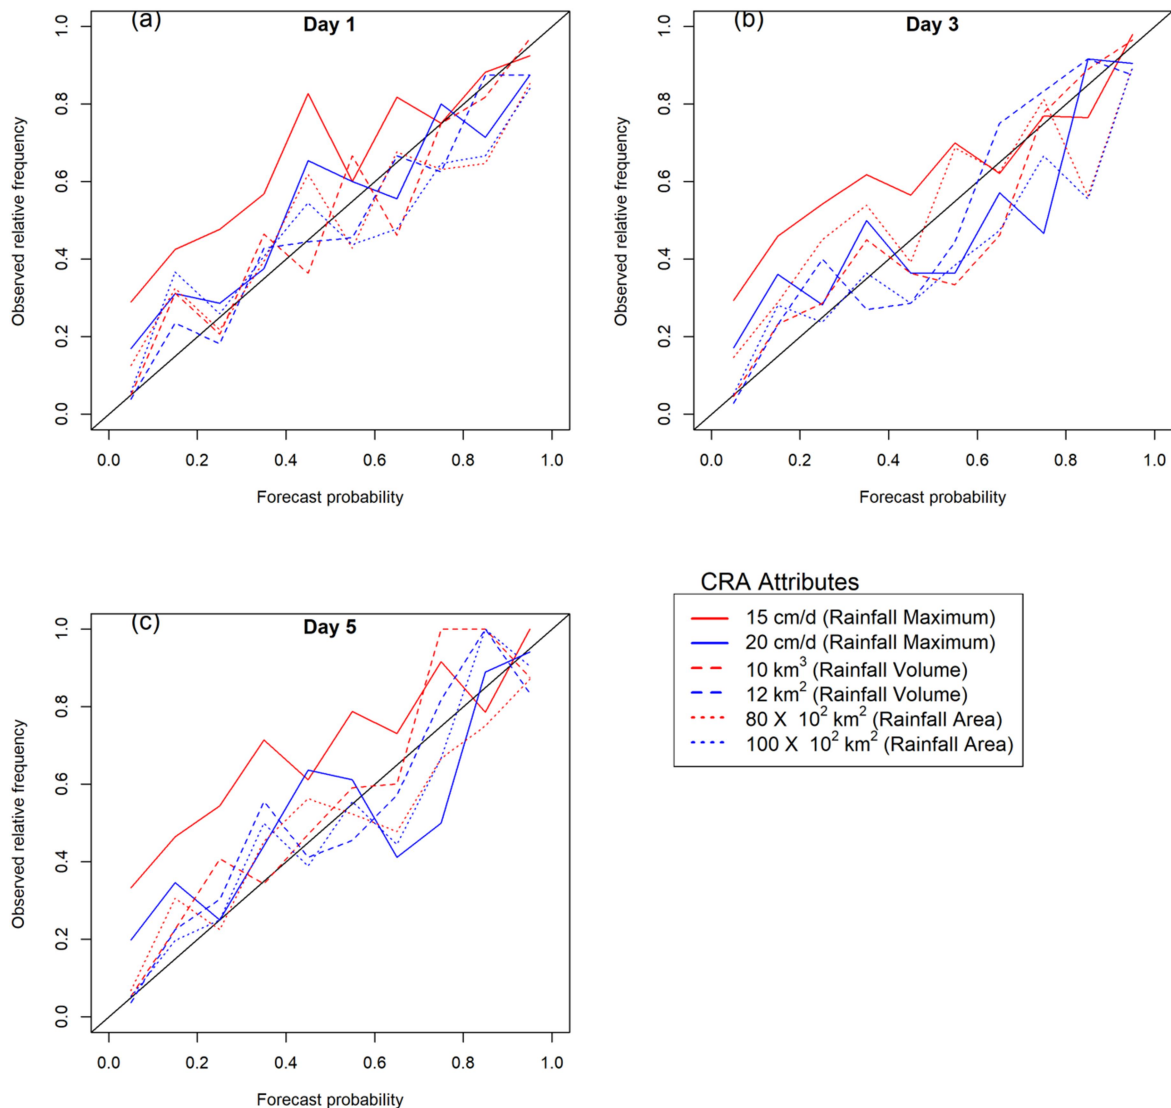 (a)
Day 1
Observed relative frequency
1.0
0.8
0.6
0.4
0.2
0.0
0.0 0.2 0.4 0.6 0.8 1.0
Forecast probability
(b)
Day 3
Observed relative frequency
1.0
0.8
0.6
0.4
0.2
0.0
0.0 0.2 0.4 0.6 0.8 1.0
Forecast probability
(c)
Day 5
Observed relative frequency
1.0
0.8
0.6
0.4
0.2
0.0
0.0 0.2 0.4 0.6 0.8 1.0
Forecast probability
CRA Attributes
15 cm/d (Rainfall Maximum)
20 cm/d (Rainfall Maximum)
10 km³ (Rainfall Volume)
12 km² (Rainfall Volume)
80 X 10² km² (Rainfall Area)
100 X 10² km² (Rainfall Area)